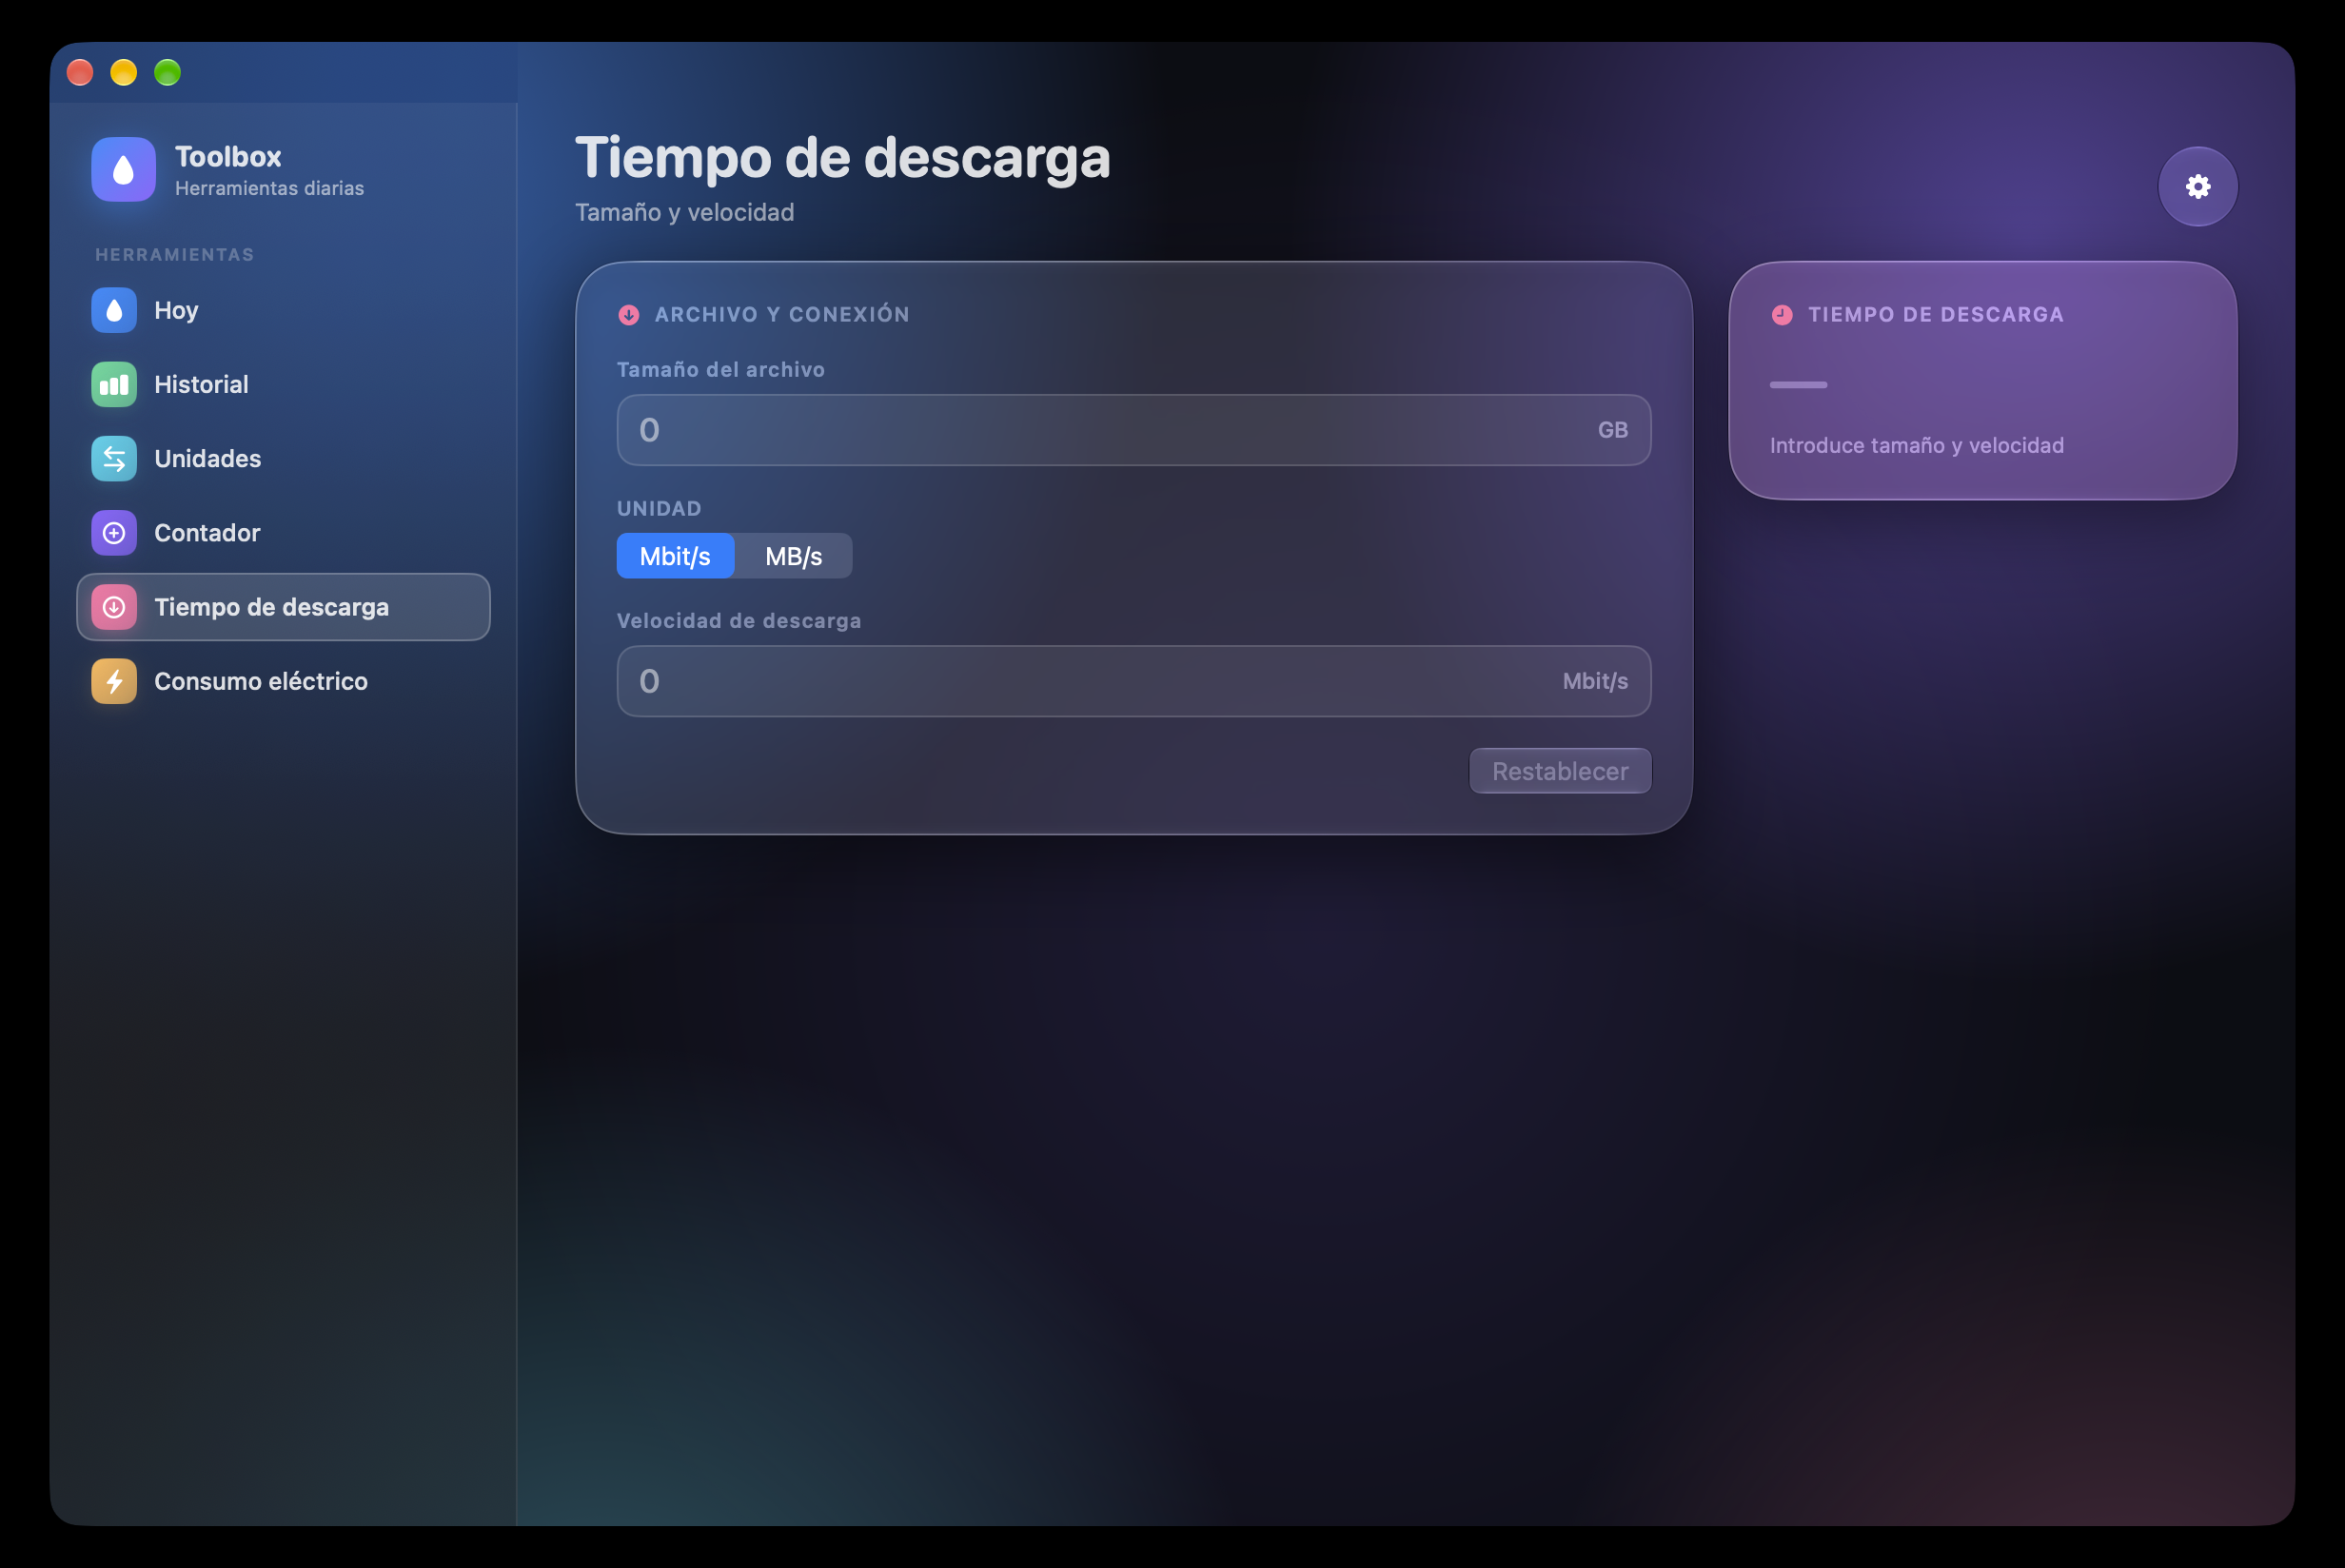 Toolbox
Herramientas diarias
HERRAMIENTAS
Hoy
Historial
Unidades
Contador
Tiempo de descarga
Consumo eléctrico
Tiempo de descarga
Tamaño y velocidad
ARCHIVO Y CONEXIÓN
Tamaño del archivo
0 GB
UNIDAD
Mbit/s MB/s
Velocidad de descarga
0 Mbit/s
Restablecer
TIEMPO DE DESCARGA
—
Introduce tamaño y velocidad